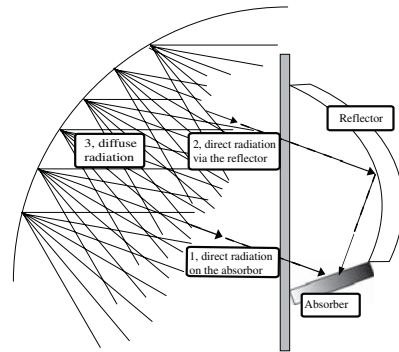 Reflector
3, diffuse
radiation
2, direct radiation
via the reflector
1, direct radiation
on the absorbor
Absorber